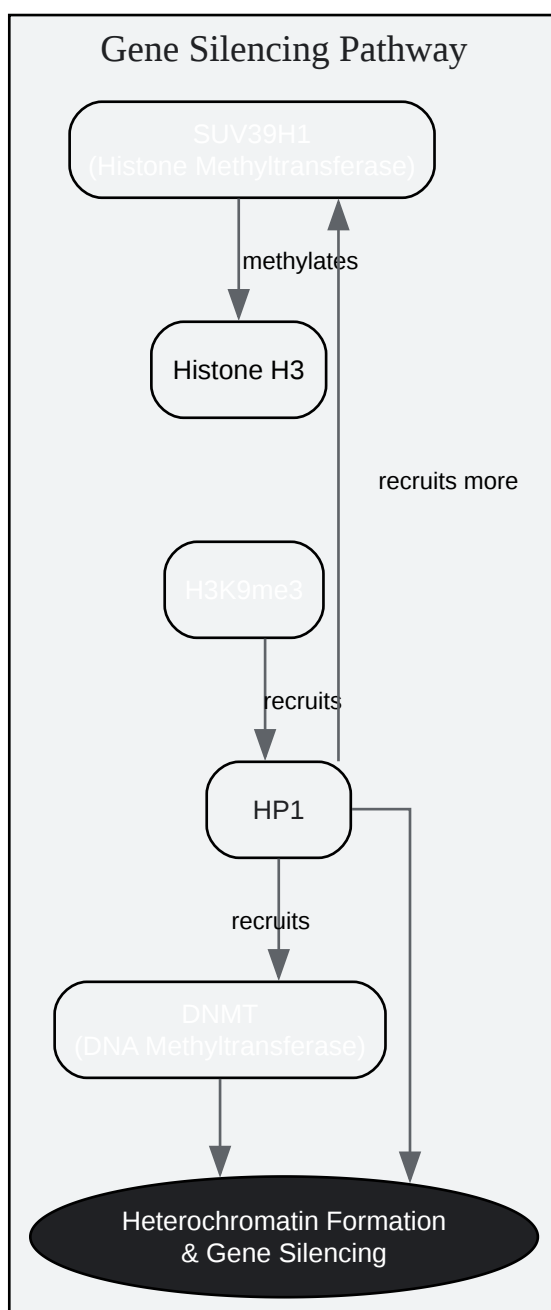 Gene Silencing Pathway
SUV39H1
(Histone Methyltransferase)
methylates
Histone H3
recruits more
H3K9me3
recruits
HP1
recruits
DNMT
(DNA Methyltransferase)
Heterochromatin Formation
& Gene Silencing